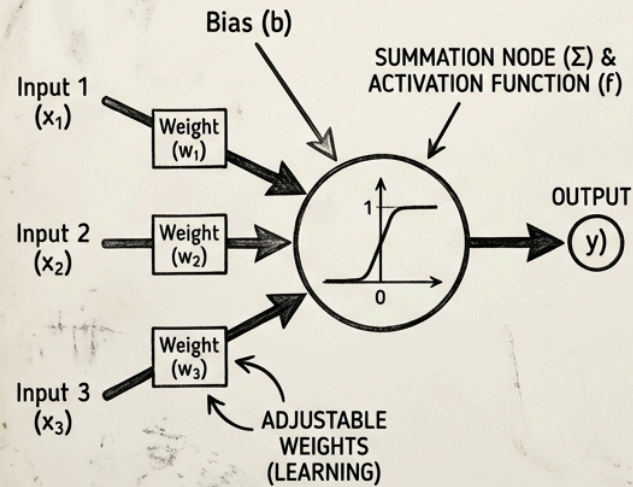 Bias (b)
SUMMATION NODE (Σ) &
ACTIVATION FUNCTION (f)
Input 1
(x₁)
Weight
(w₁)
1
0
OUTPUT
y)
Input 2
(x₂)
Weight
(w₂)
Weight
(w₃)
Input 3
(x₃)
ADJUSTABLE
WEIGHTS
(LEARNING)